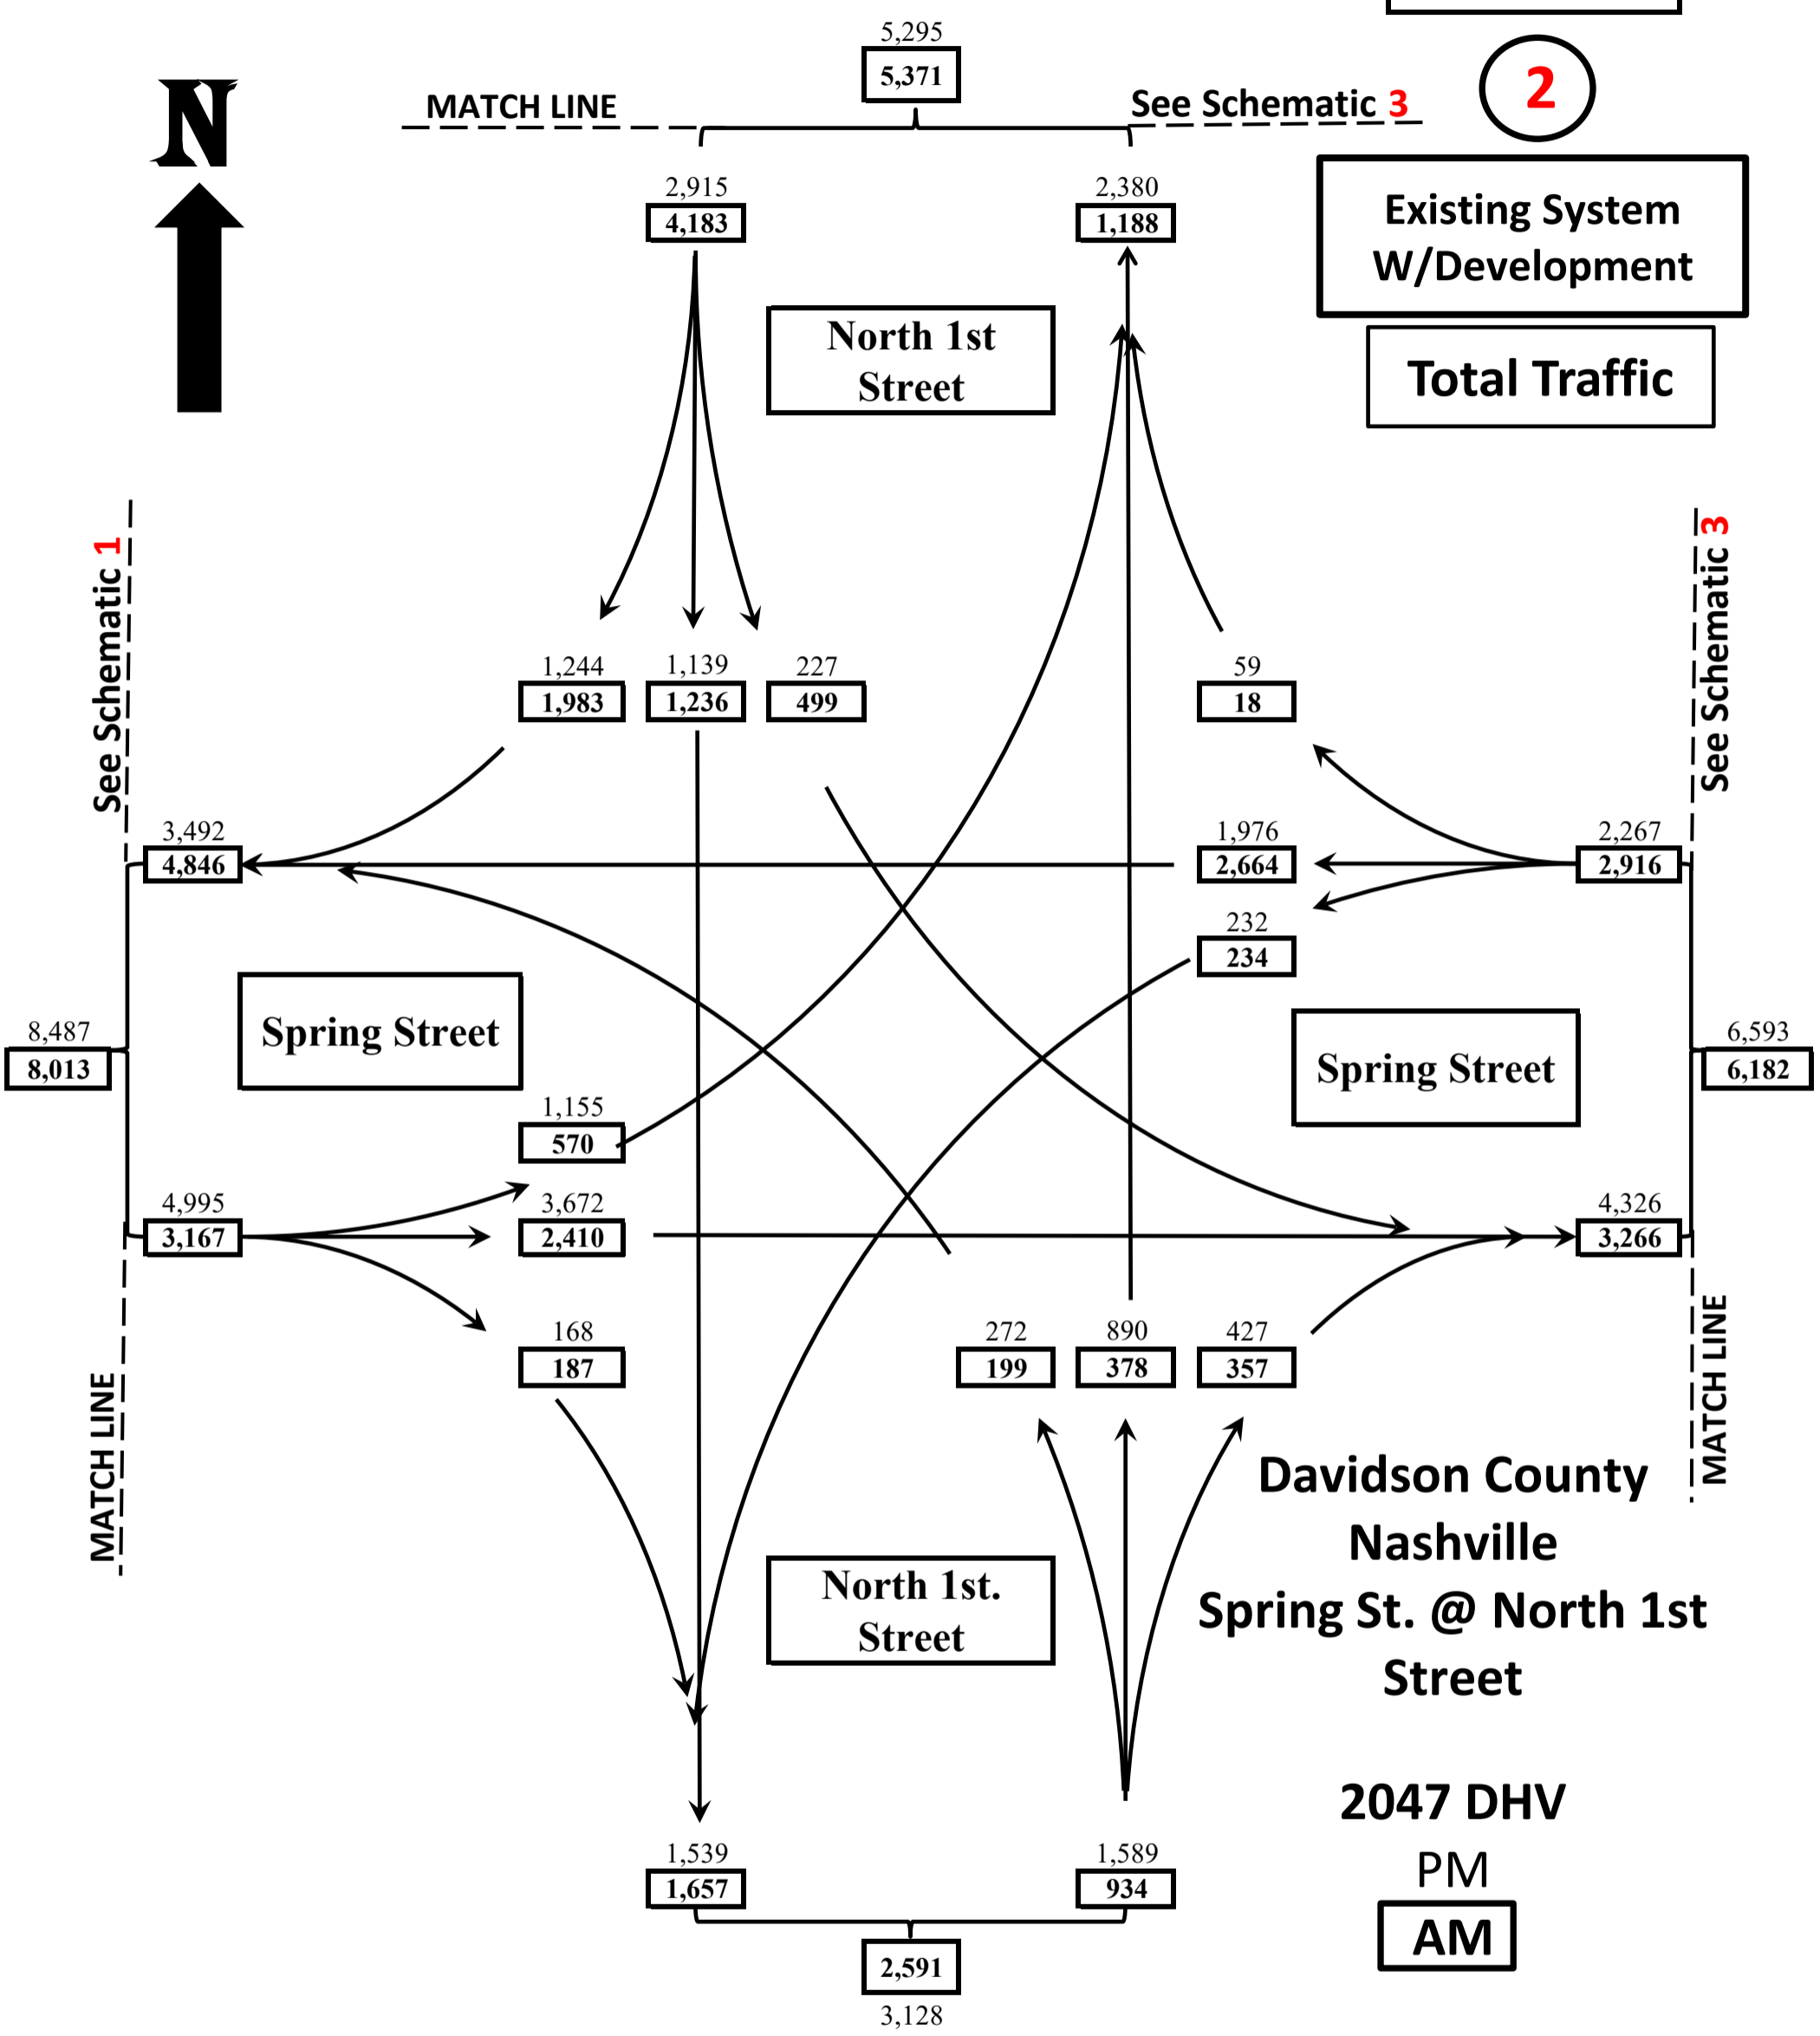 5,295
5,371
2
N
MATCH LINE
See Schematic 3
2,915
4,183
2,380
1,188
Existing System
W/Development
North 1st
Street
Total Traffic
See Schematic 1
See Schematic 3
1,244
1,983
1,139
1,236
227
499
59
18
3,492
4,846
1,976
2,664
2,267
2,916
232
234
Spring Street
Spring Street
8,487
8,013
6,593
6,182
1,155
570
4,995
3,167
3,672
2,410
4,326
3,266
168
187
272
199
890
378
427
357
MATCH LINE
MATCH LINE
Davidson County
Nashville
Spring St. @ North 1st
Street
North 1st.
Street
2047 DHV
PM
AM
1,539
1,657
1,589
934
2,591
3,128